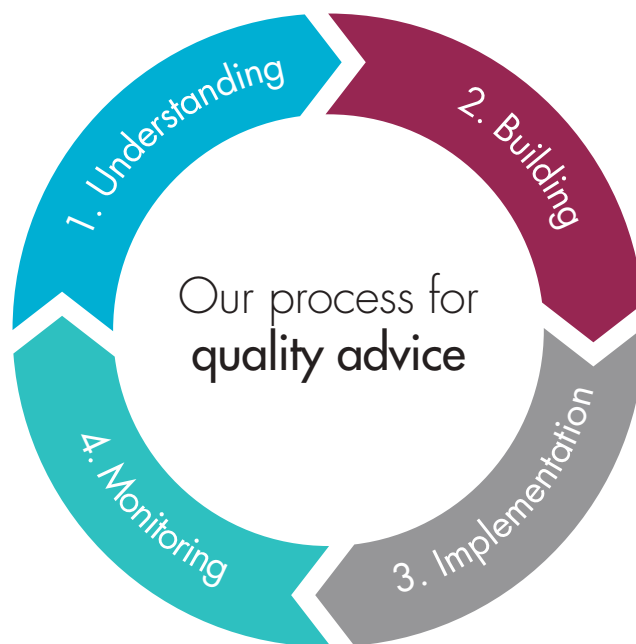 1. Understanding
2. Building
Our process for
quality advice
3. Implementation
4. Monitoring